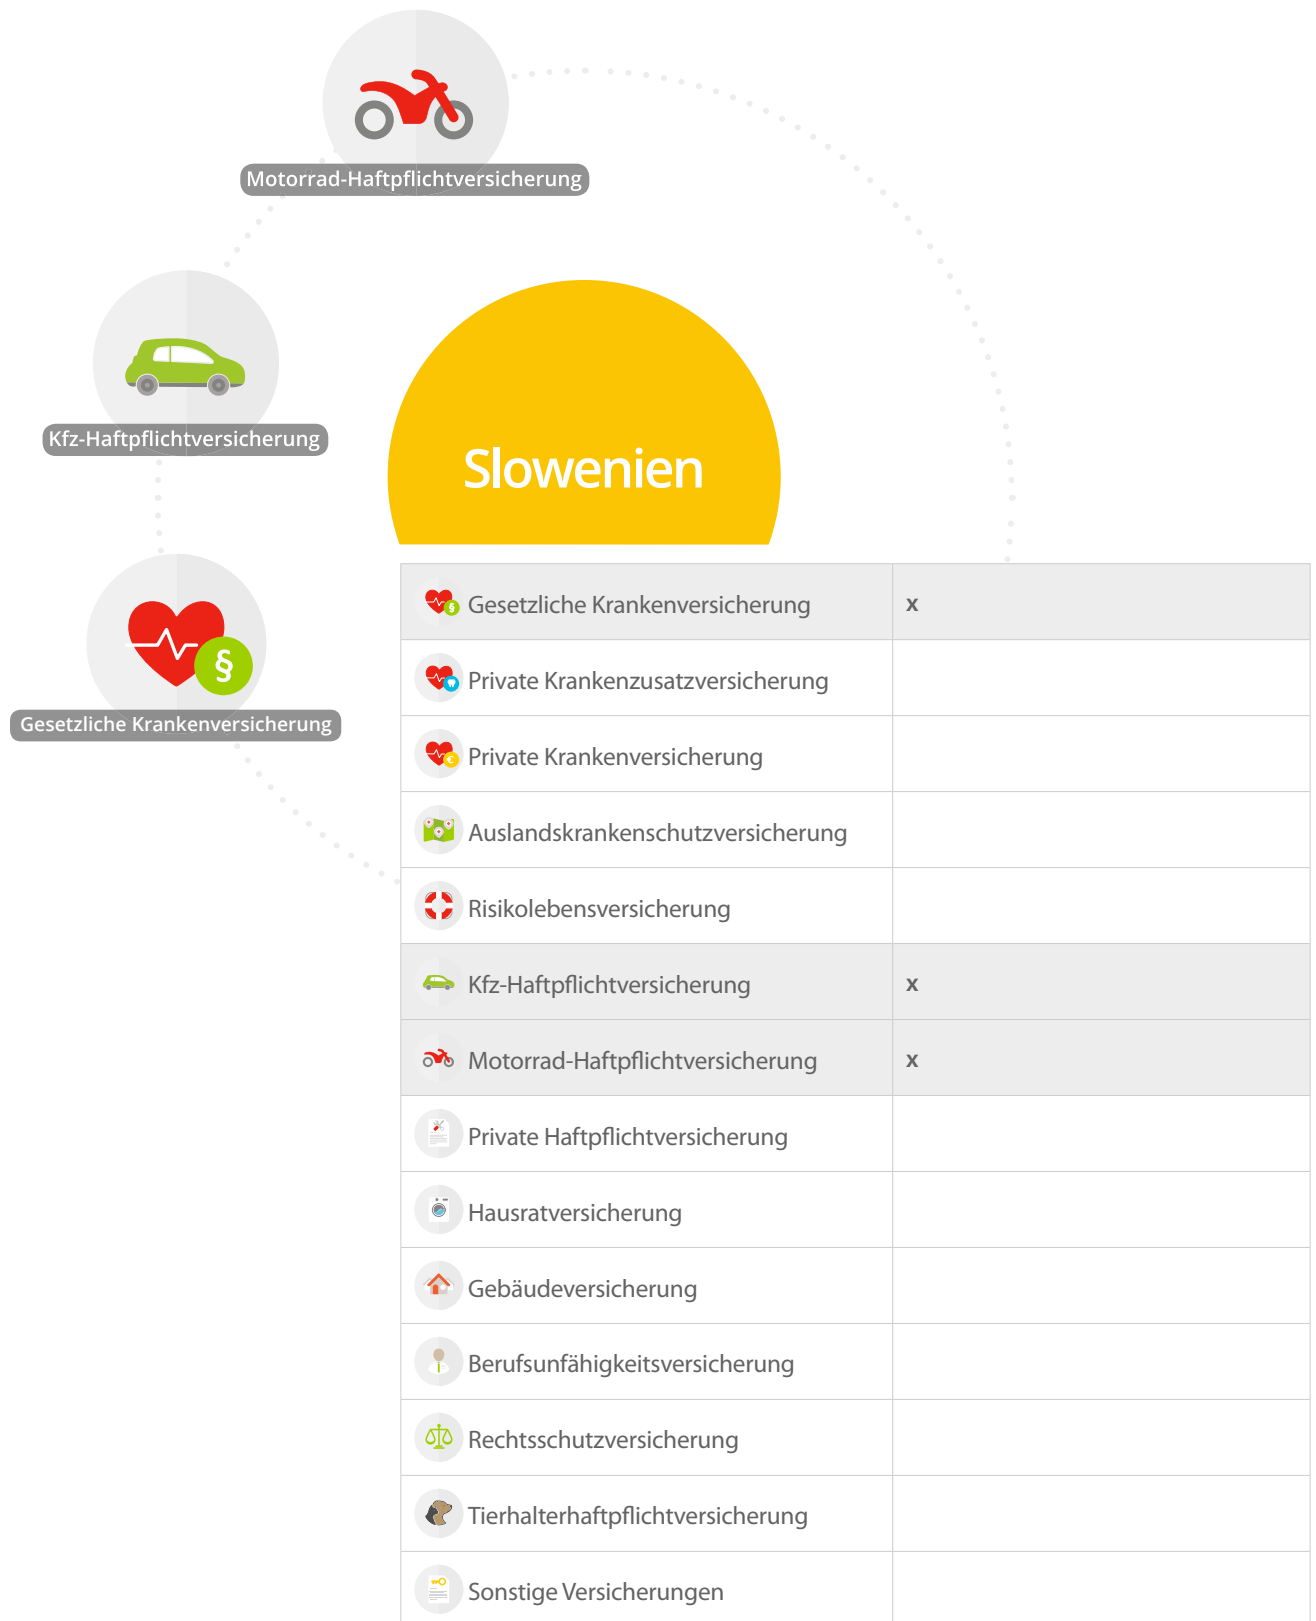 Motorrad-Haftpflichtversicherung
Kfz-Haftpflichtversicherung
Slowenien
§
Gesetzliche Krankenversicherung
§ Gesetzliche Krankenversicherung x
Private Krankenzusatzversicherung
€ Private Krankenversicherung
Auslandskrankenschutzversicherung
Risikolebensversicherung
Kfz-Haftpflichtversicherung x
Motorrad-Haftpflichtversicherung x
Private Haftpflichtversicherung
Hausratversicherung
Gebäudeversicherung
Berufsunfähigkeitsversicherung
Rechtsschutzversicherung
Tierhalterhaftpflichtversicherung
Sonstige Versicherungen